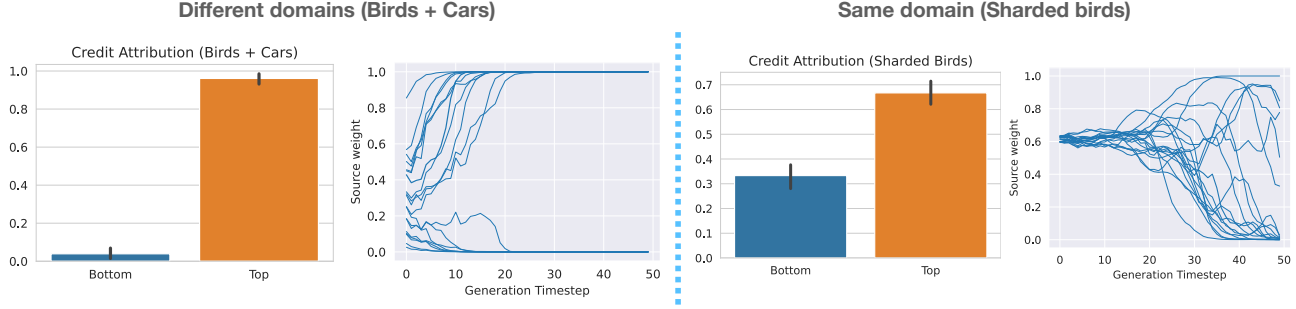 Different domains (Birds + Cars)
Credit Attribution (Birds + Cars)
1.0
0.8
0.6
0.4
0.2
0.0
Bottom Top
Source weight
1.0
0.8
0.6
0.4
0.2
0.0
0 10 20 30 40 50
Generation Timestep
Same domain (Sharded birds)
Credit Attribution (Sharded Birds)
0.7
0.6
0.5
0.4
0.3
0.2
0.1
0.0
Bottom Top
Source weight
1.0
0.8
0.6
0.4
0.2
0.0
0 10 20 30 40 50
Generation Timestep